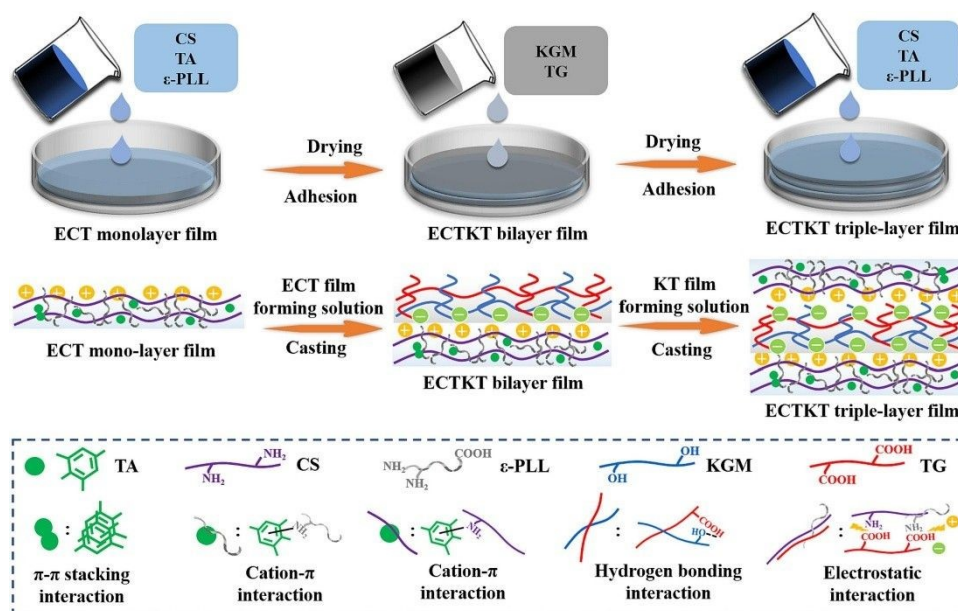 CS
TA
ε-PLL
KGM
TG
CS
TA
ε-PLL
Drying
Adhesion
Drying
Adhesion
ECT monolayer film
ECTKT bilayer film
ECTKT triple-layer film
ECT film
forming solution
Casting
KT film
forming solution
Casting
ECT mono-layer film
ECTKT bilayer film
ECTKT triple-layer film
TA
NH₂
NH₂
CS
NH₂
NH₂
COOH
ε-PLL
OH
OH
KGM
COOH
COOH
TG
:
π-π stacking
interaction
:
NH₂
Cation-π
interaction
:
NH₂
Cation-π
interaction
:
COOH
HO
Hydrogen bonding
interaction
:
NH₂
NH₂
COOH
COOH
Electrostatic
interaction